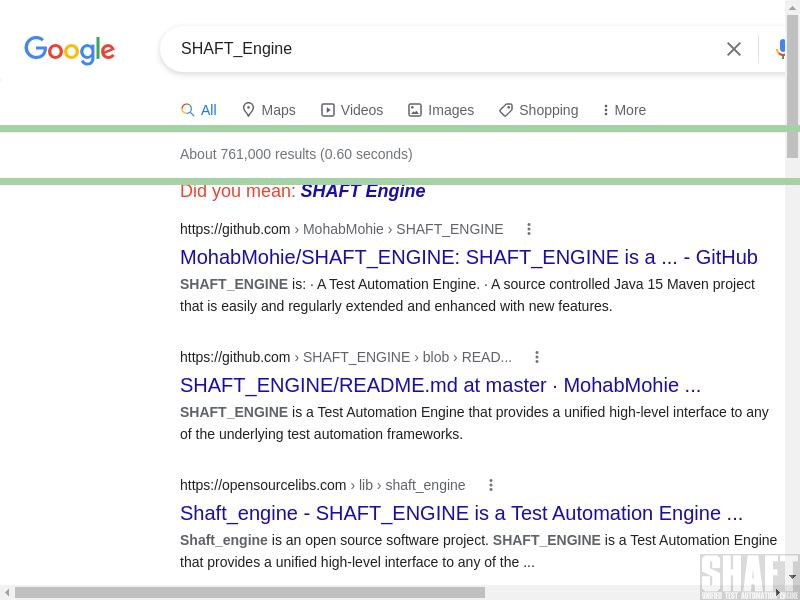 Google
SHAFT_Engine
All Maps Videos Images Shopping More
About 761,000 results (0.60 seconds)
Did you mean: SHAFT Engine
https://github.com › MohabMohie › SHAFT_ENGINE
MohabMohie/SHAFT_ENGINE: SHAFT_ENGINE is a ... - GitHub
SHAFT_ENGINE is: · A Test Automation Engine. · A source controlled Java 15 Maven project
that is easily and regularly extended and enhanced with new features.
https://github.com › SHAFT_ENGINE › blob › READ...
SHAFT_ENGINE/README.md at master · MohabMohie ...
SHAFT_ENGINE is a Test Automation Engine that provides a unified high-level interface to any
of the underlying test automation frameworks.
https://opensourcelibs.com › lib › shaft_engine
Shaft_engine - SHAFT_ENGINE is a Test Automation Engine ...
Shaft_engine is an open source software project. SHAFT_ENGINE is a Test Automation Engine
that provides a unified high-level interface to any of the ...
SHAFT